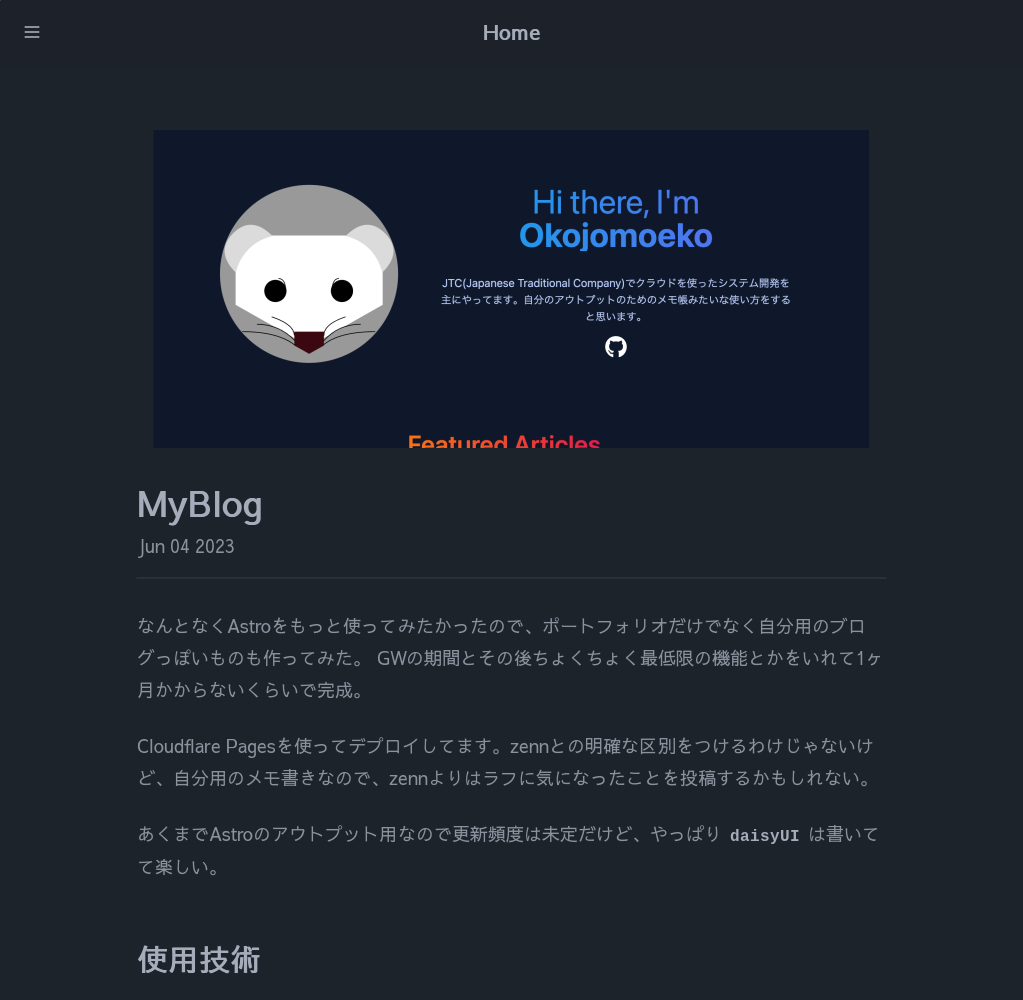 Home
Hi there, I'm
Okojomoeko
JTC(Japanese Traditional Company)でクラウドを使ったシステム開発を
主にやってます。自分のアウトプットのためのメモ帳みたいな使い方をする
と思います。
Featured Articles
MyBlog
Jun 04 2023
なんとなくAstroをもっと使ってみたかったので、ポートフォリオだけでなく自分用のブロ
グっぽいものも作ってみた。 GWの期間とその後ちょくちょく最低限の機能とかをいれて1ヶ
月かからないくらいで完成。
Cloudflare Pagesを使ってデプロイしてます。zennとの明確な区別をつけるわけじゃないけ
ど、自分用のメモ書きなので、zennよりはラフに気になったことを投稿するかもしれない。
あくまでAstroのアウトプット用なので更新頻度は未定だけど、やっぱり daisyUI は書いて
て楽しい。
使用技術